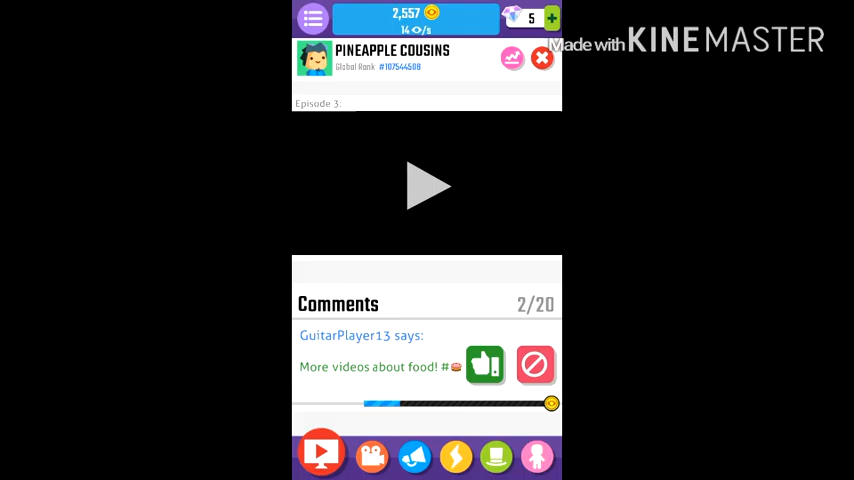 2,557
14 /s
5
Made with KINEMASTER
PINEAPPLE COUSINS
Global Rank #107544508
Episode 3:
Comments 2/20
GuitarPlayer13 says:
More videos about food! #